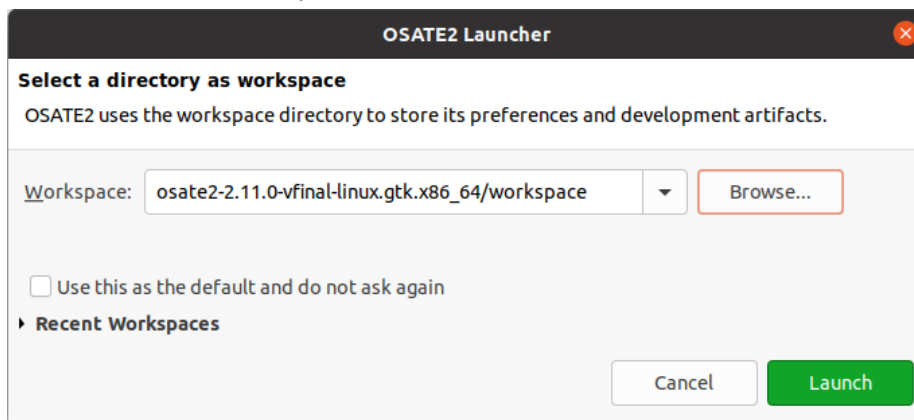 OSATE2 Launcher
Select a directory as workspace
OSATE2 uses the workspace directory to store its preferences and development artifacts.
Workspace: osate2-2.11.0-vfinal-linux.gtk.x86_64/workspace Browse...
Use this as the default and do not ask again
Recent Workspaces
Cancel Launch